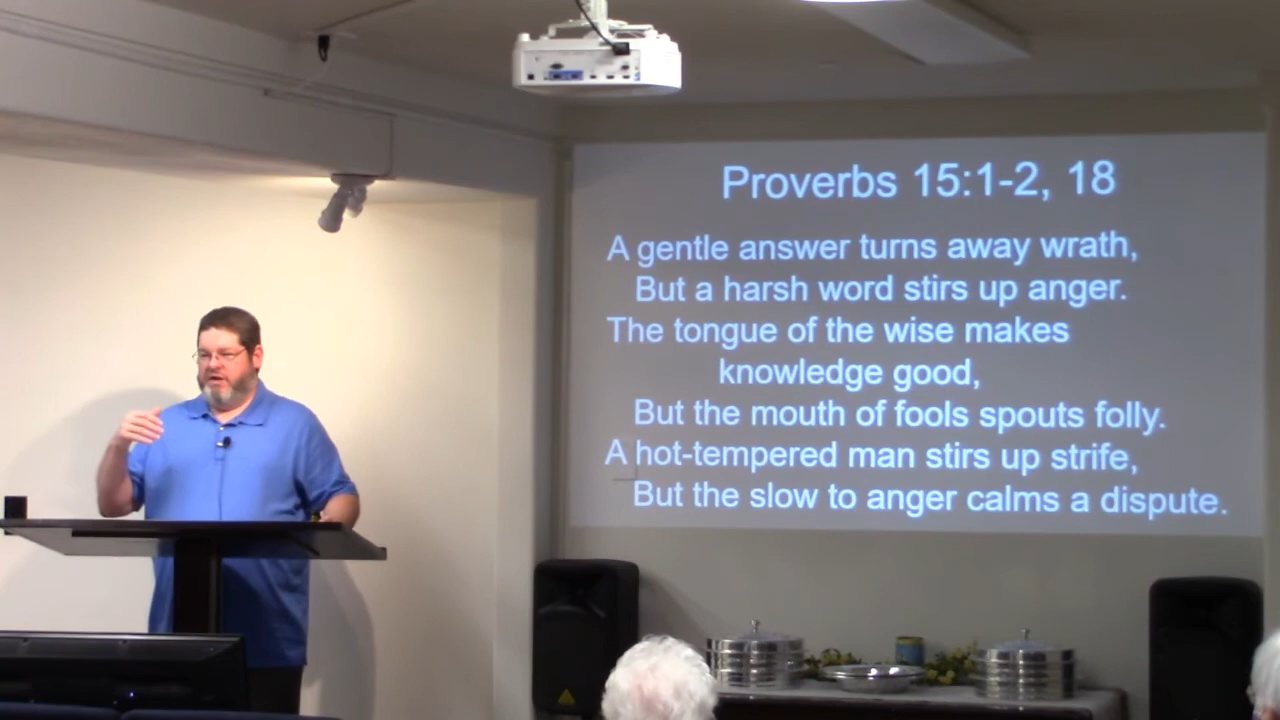 Proverbs 15:1-2, 18
A gentle answer turns away wrath,
But a harsh word stirs up anger.
The tongue of the wise makes
knowledge good,
But the mouth of fools spouts folly.
A hot-tempered man stirs up strife,
But the slow to anger calms a dispute.